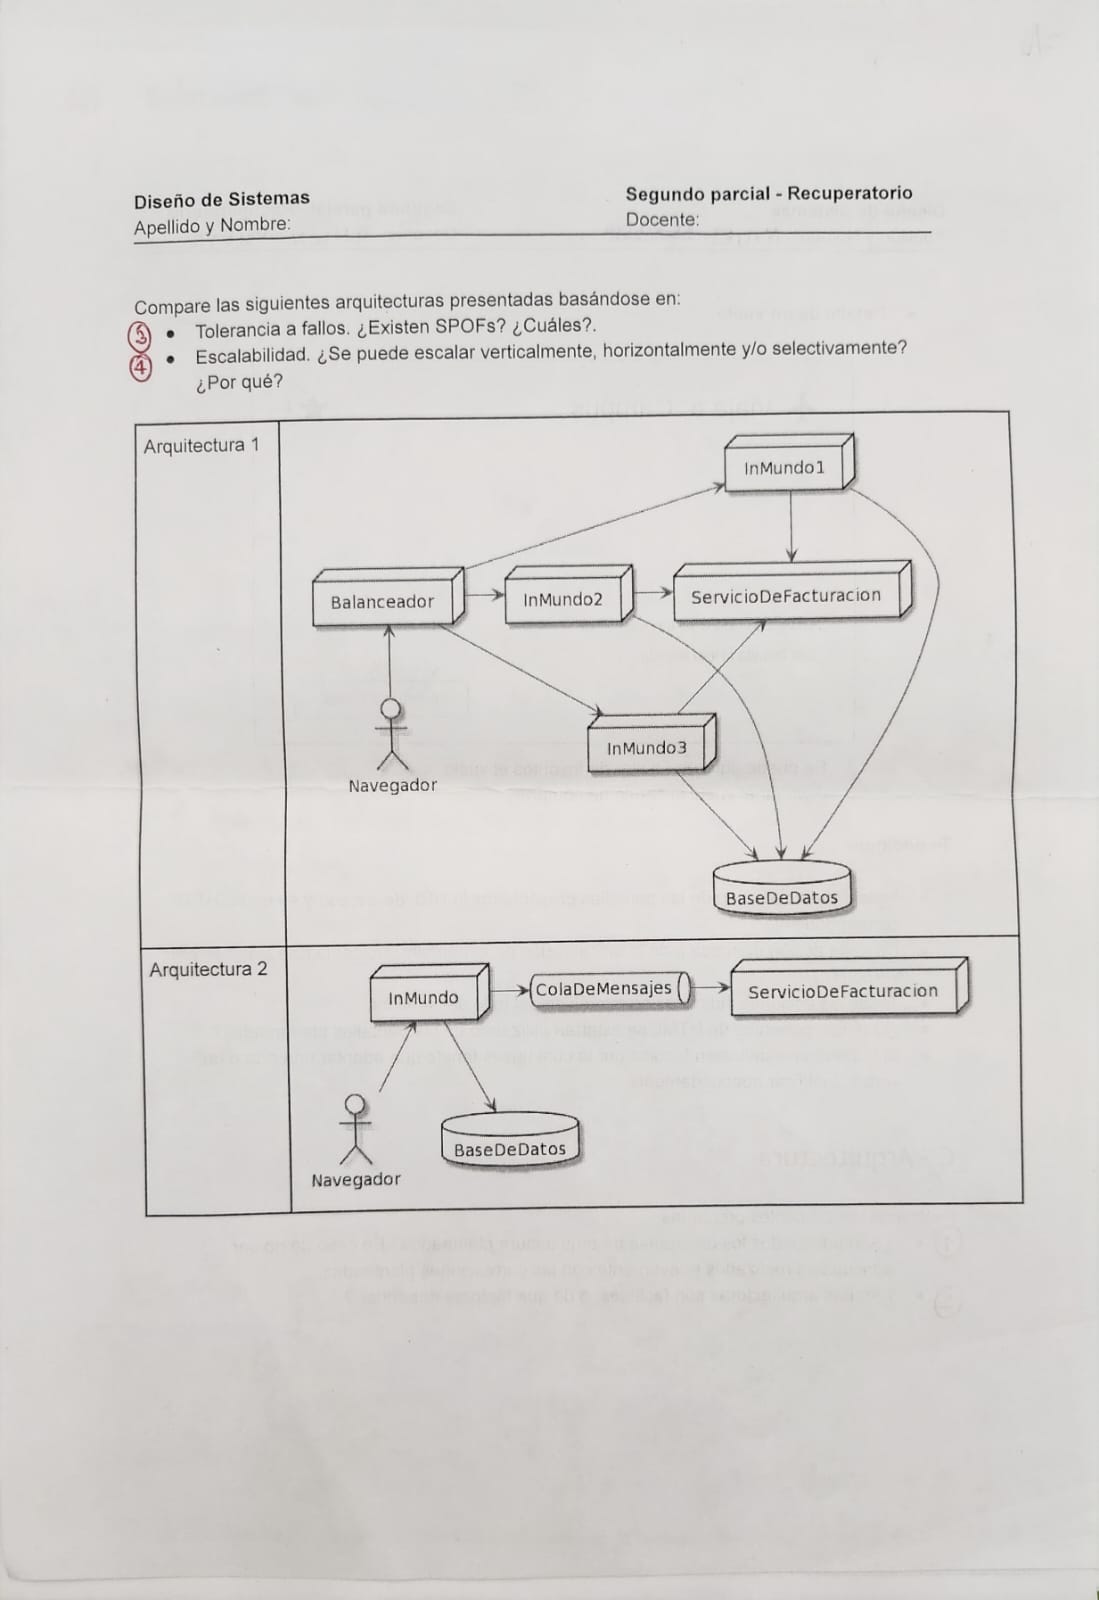 Diseño de Sistemas
Segundo parcial - Recuperatorio
Apellido y Nombre:
Docente:
Compare las siguientes arquitecturas presentadas basándose en:
3 • Tolerancia a fallos. ¿Existen SPOFs? ¿Cuáles?.
4 • Escalabilidad. ¿Se puede escalar verticalmente, horizontalmente y/o selectivamente?
¿Por qué?
Arquitectura 1
InMundo1
Balanceador
InMundo2
ServicioDeFacturacion
InMundo3
Navegador
BaseDeDatos
Arquitectura 2
InMundo
ColaDeMensajes
ServicioDeFacturacion
BaseDeDatos
Navegador